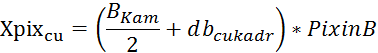 Xpix_cu = (B_Kam / 2 + db_cukadr) * PixinB